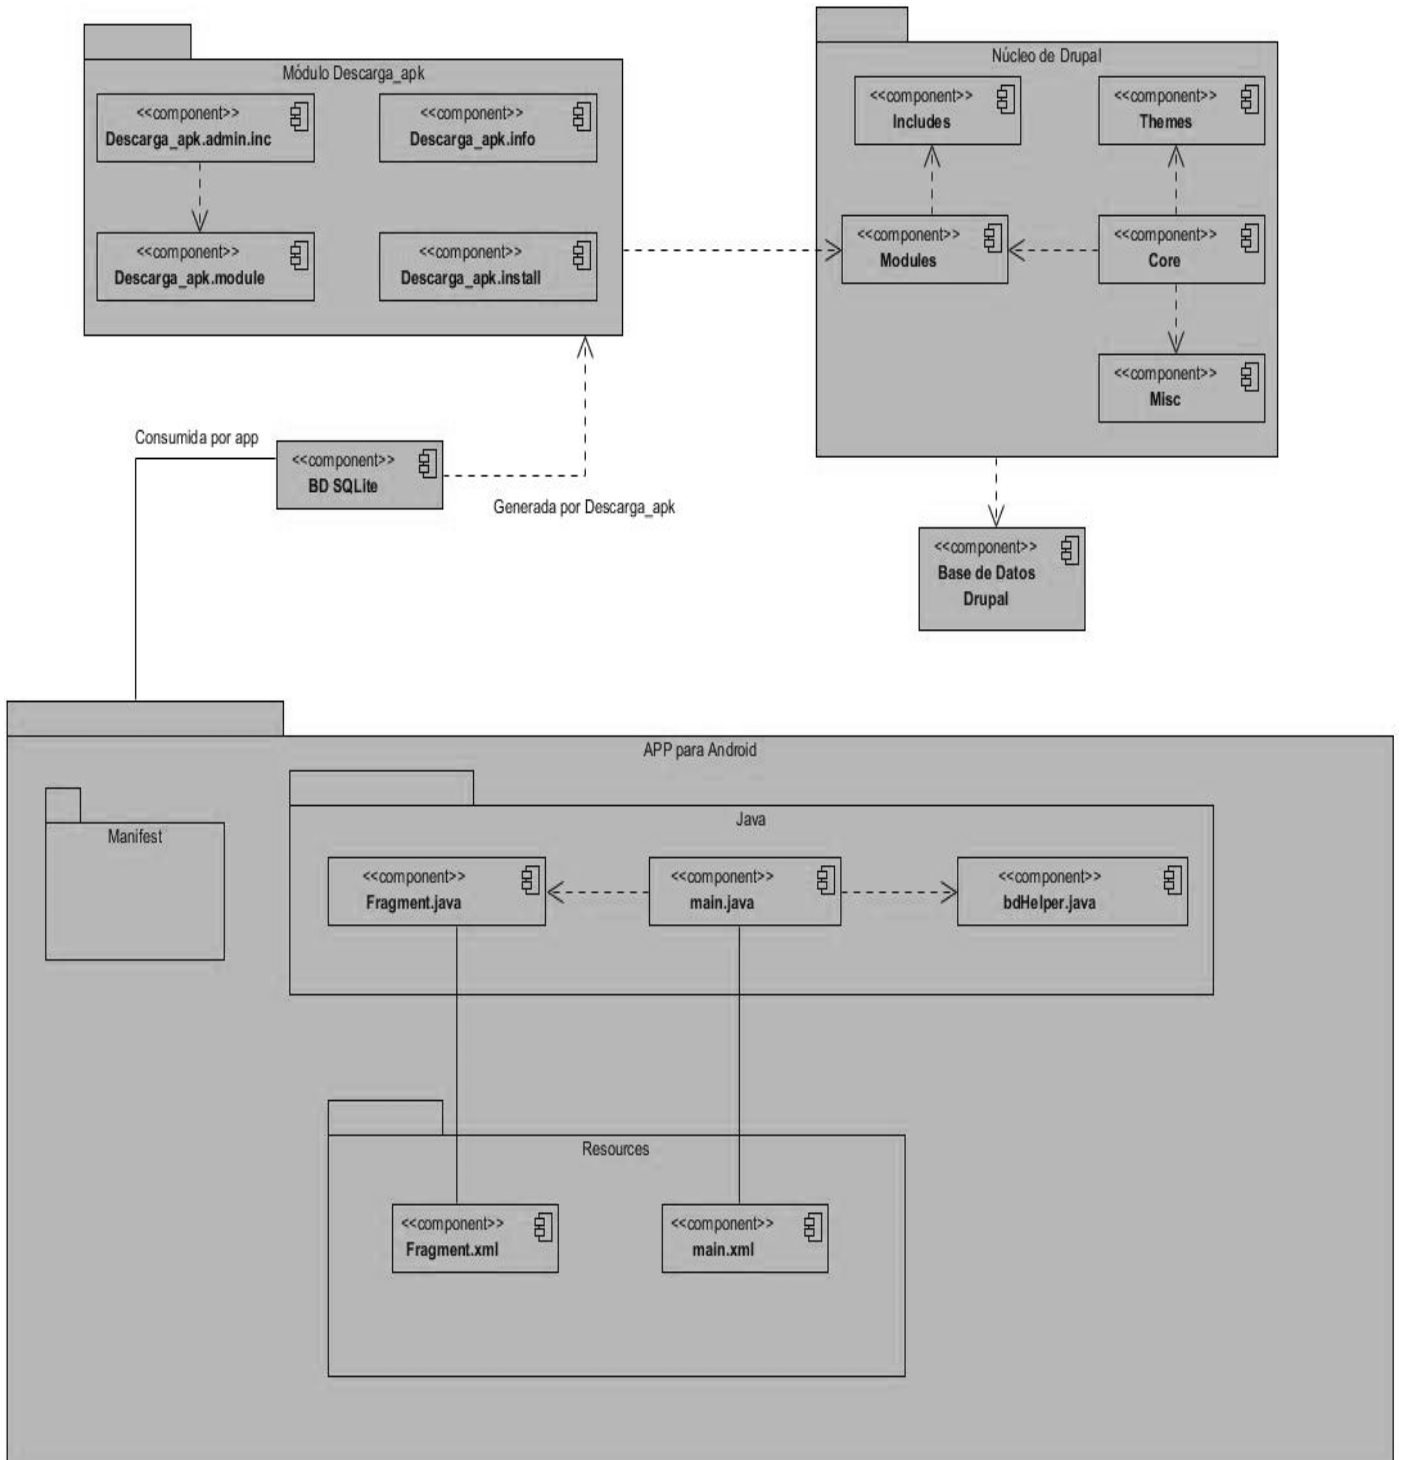 Módulo Descarga_apk
<<component>>
Descarga_apk.admin.inc
<<component>>
Descarga_apk.info
<<component>>
Descarga_apk.module
<<component>>
Descarga_apk.install
Núcleo de Drupal
<<component>>
Includes
<<component>>
Themes
<<component>>
Modules
<<component>>
Core
<<component>>
Misc
Consumida por app
<<component>>
BD SQLite
Generada por Descarga_apk
<<component>>
Base de Datos
Drupal
APP para Android
Manifest
Java
<<component>>
Fragment.java
<<component>>
main.java
<<component>>
bdHelper.java
Resources
<<component>>
Fragment.xml
<<component>>
main.xml